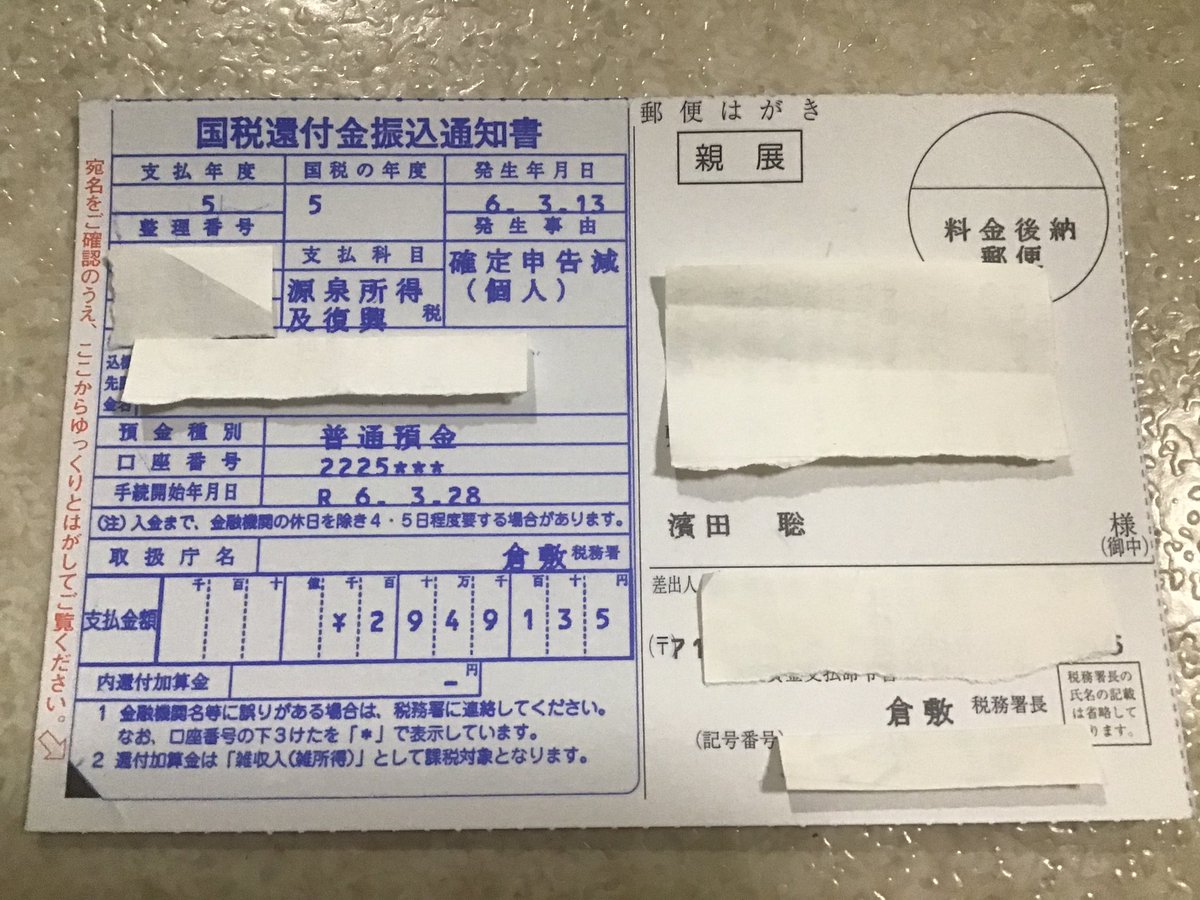 宛名をご確認のうえ、ここからゆっくりとはがしてご覧ください。
国税還付金振込通知書
支払年度 国税の年度 発生年月日
5 5 6. 3.13
整理番号 発生事由
支払科目
確定申告減
(個人)
源泉所得
及復興 税
預金種別 普通預金
口座番号 2225***
手続開始年月日 R 6. 3.28
(注)入金まで、金融機関の休日を除き4・5日程度要する場合があります。
取扱庁名 倉敷 税務署
千 百 十 億 千 百 十 万 千 百 十 円
支払金額 ¥2949135
内還付加算金 - 円
1 金融機関名等に誤りがある場合は、税務署に連絡してください。
なお、口座番号の下3けたを「*」で表示しています。
2 還付加算金は「雑収入(雑所得)」として課税対象となります。
郵便はがき
親展
料金後納
郵便
濱田 聡 様
(御中)
差出人
(〒71
倉敷 税務署長
税務署長の
氏名の記載
は省略して
ります。
(記号番号)